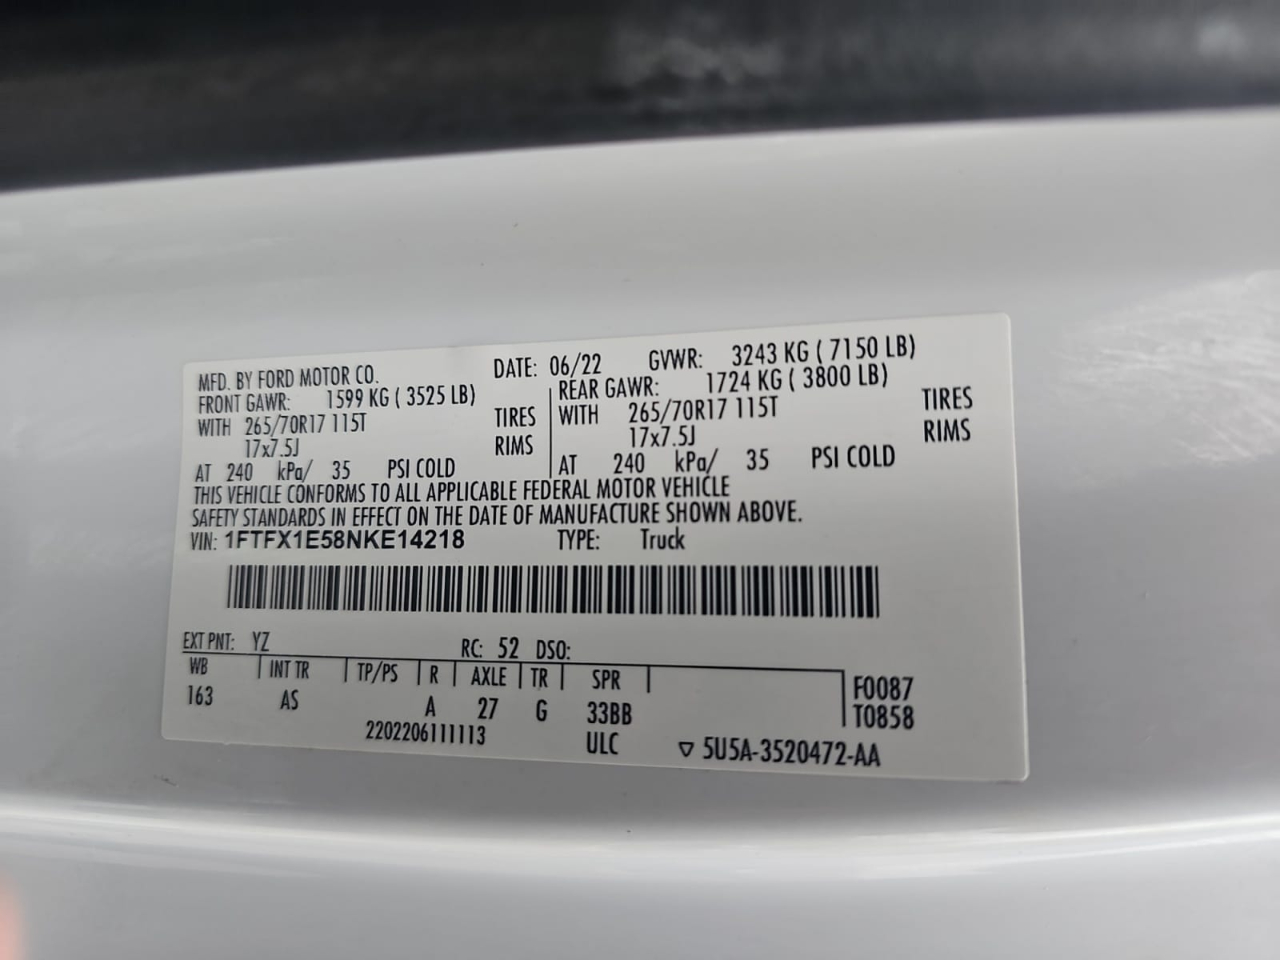 MFD. BY FORD MOTOR CO. DATE: 06/22 GVWR: 3243 KG ( 7150 LB)
FRONT GAWR: 1599 KG ( 3525 LB) REAR GAWR: 1724 KG ( 3800 LB)
WITH 265/70R17 115T TIRES WITH 265/70R17 115T TIRES
17x7.5J RIMS 17x7.5J RIMS
AT 240 kPa/ 35 PSI COLD AT 240 kPa/ 35 PSI COLD
THIS VEHICLE CONFORMS TO ALL APPLICABLE FEDERAL MOTOR VEHICLE
SAFETY STANDARDS IN EFFECT ON THE DATE OF MANUFACTURE SHOWN ABOVE.
VIN: 1FTFX1E58NKE14218 TYPE: Truck
EXT PNT: YZ RC: 52 DSO:
WB INT TR TP/PS R AXLE TR SPR F0087
163 AS A 27 G 33BB T0858
2202206111113 ULC ▽ 5U5A-3520472-AA